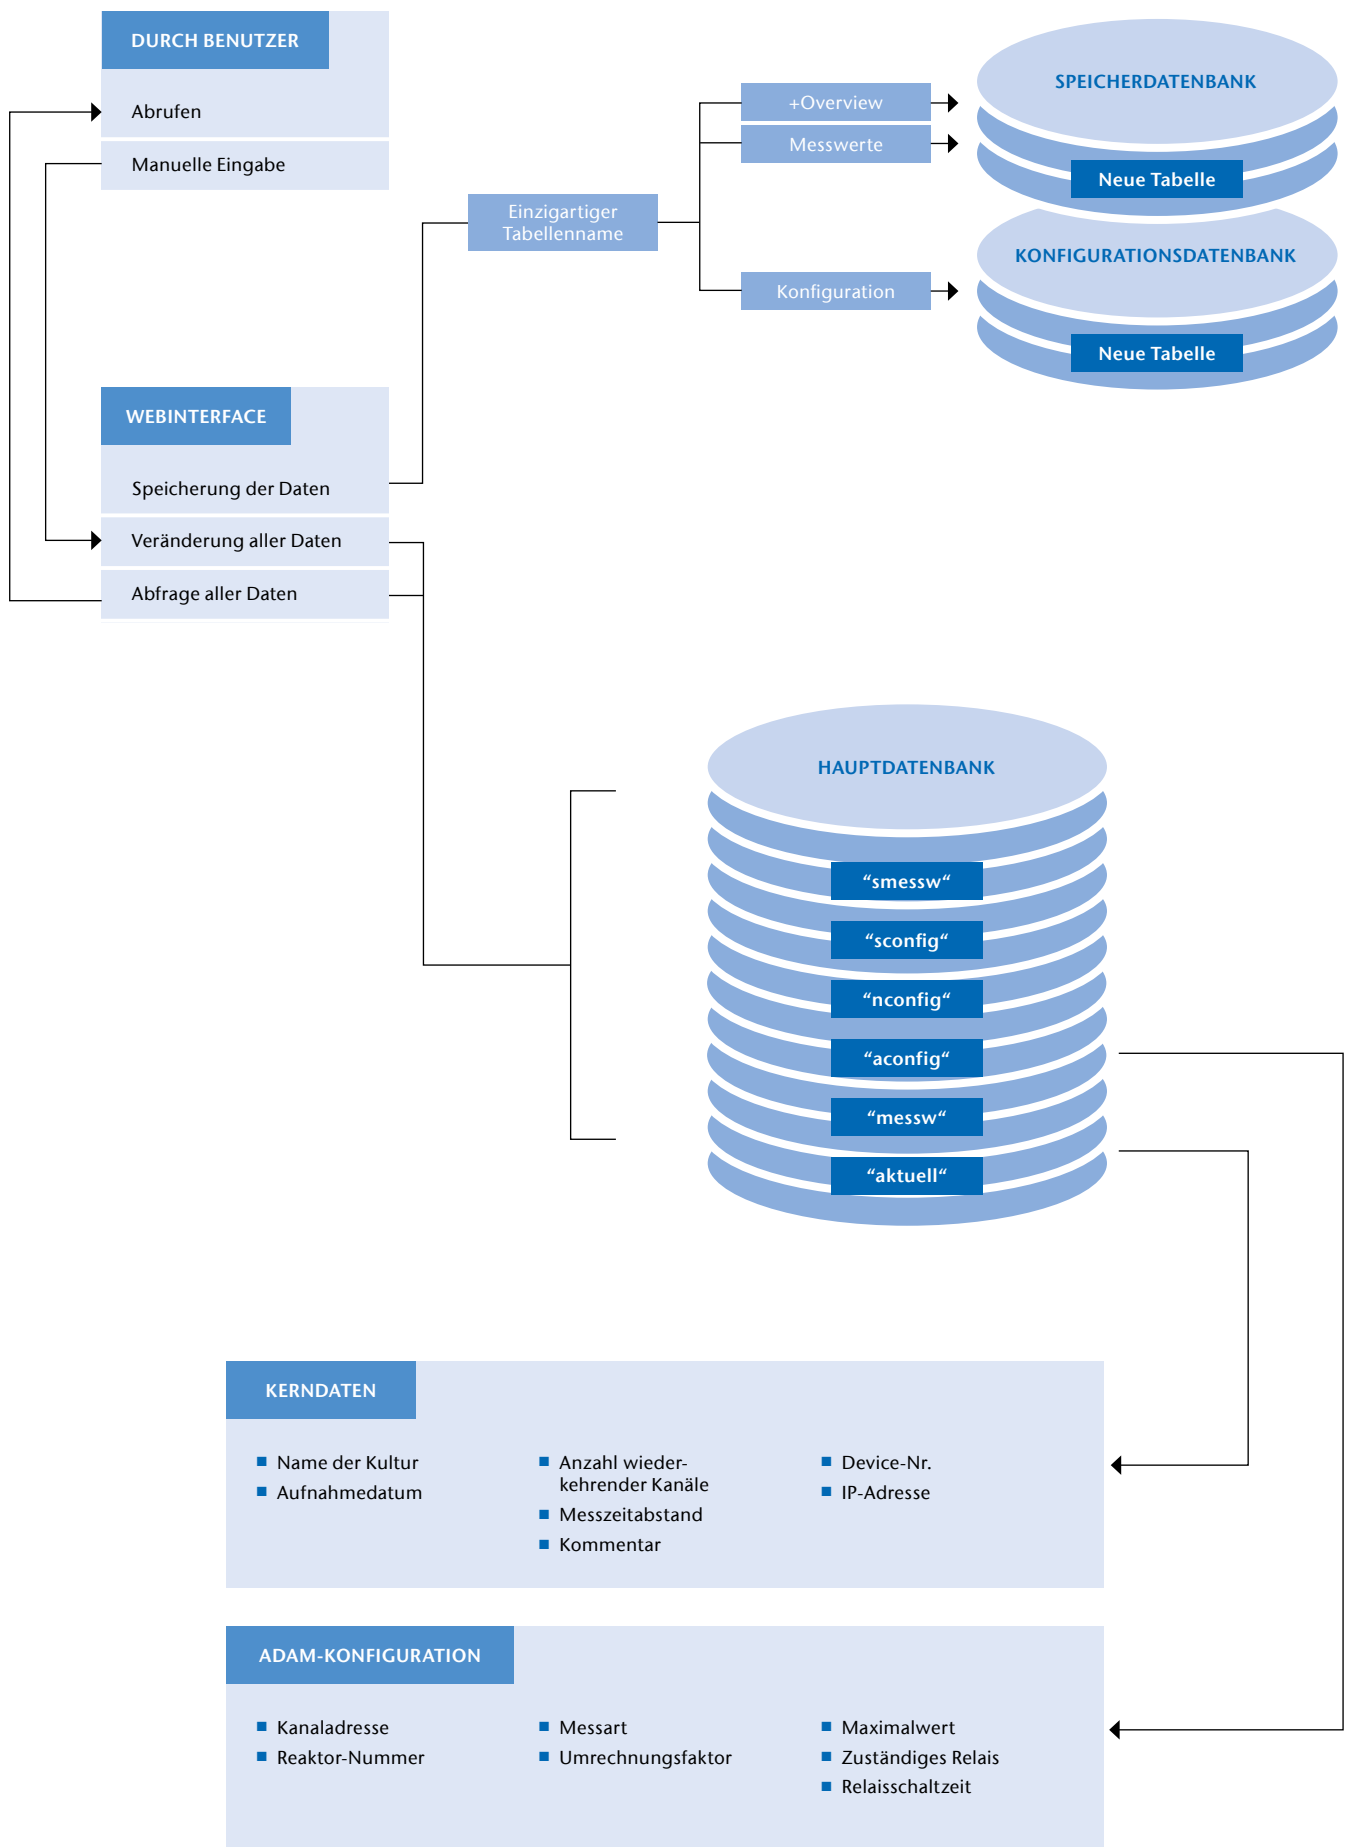 DURCH BENUTZER
Abrufen
Manuelle Eingabe
+Overview
Messwerte
Einzigartiger
Tabellenname
Konfiguration
SPEICHERDATENBANK
Neue Tabelle
KONFIGURATIONSDATENBANK
Neue Tabelle
WEBINTERFACE
Speicherung der Daten
Veränderung aller Daten
Abfrage aller Daten
HAUPTDATENBANK
“smessw“
“sconfig“
“nconfig“
“aconfig“
“messw“
“aktuell“
KERNDATEN
Name der Kultur
Aufnahmedatum
Anzahl wieder-
kehrender Kanäle
Messzeitabstand
Kommentar
Device-Nr.
IP-Adresse
ADAM-KONFIGURATION
Kanaladresse
Reaktor-Nummer
Messart
Umrechnungsfaktor
Maximalwert
Zuständiges Relais
Relaisschaltzeit